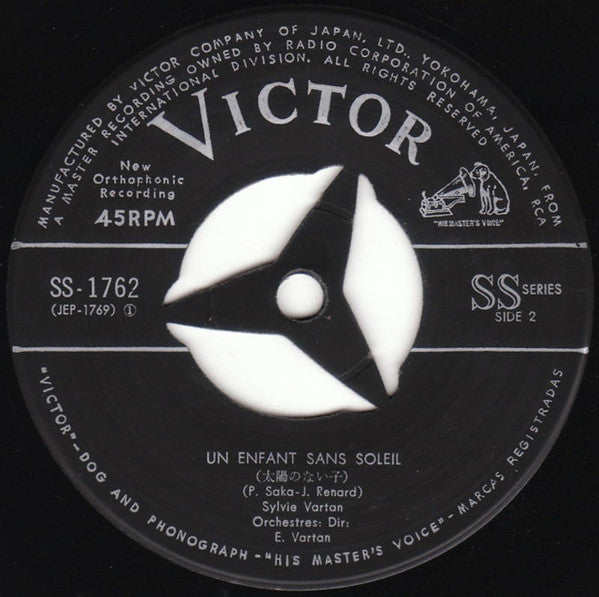 MANUFACTURED BY VICTOR COMPANY OF JAPAN, LTD., YOKOHAMA, JAPAN, FROM
A MASTER RECORDING OWNED BY RADIO CORPORATION OF AMERICA, RCA
INTERNATIONAL DIVISION, ALL RIGHTS RESERVED
VICTOR
New
Orthophonic
Recording
45RPM
"HIS MASTER'S VOICE"
SS-1762
(JEP-1769) ①
SS SERIES
SIDE 2
UN ENFANT SANS SOLEIL
(太陽のない子)
(P. Saka-J. Renard)
Sylvie Vartan
Orchestres: Dir:
E. Vartan
"VICTOR"-DOG AND PHONOGRAPH-"HIS MASTER'S VOICE"-MARCAS REGISTRADAS